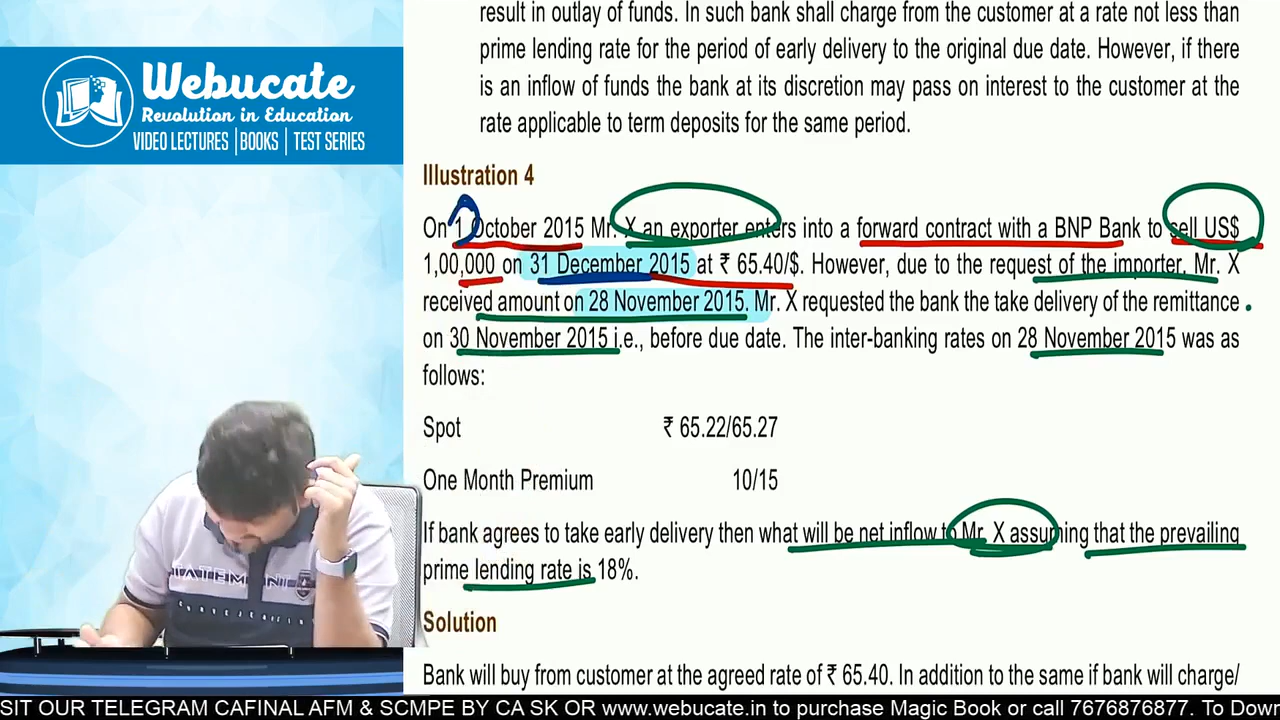 result in outlay of funds. In such bank shall charge from the customer at a rate not less than
prime lending rate for the period of early delivery to the original due date. However, if there
is an inflow of funds the bank at its discretion may pass on interest to the customer at the
rate applicable to term deposits for the same period.
Webucate
Revolution in Education
VIDEO LECTURES | BOOKS | TEST SERIES
Illustration 4
On 1 October 2015 Mr. X an exporter enters into a forward contract with a BNP Bank to sell US$
1,00,000 on 31 December 2015 at ₹ 65.40/$. However, due to the request of the importer, Mr. X
received amount on 28 November 2015. Mr. X requested the bank the take delivery of the remittance
on 30 November 2015 i.e., before due date. The inter-banking rates on 28 November 2015 was as
follows:
Spot ₹ 65.22/65.27
One Month Premium 10/15
If bank agrees to take early delivery then what will be net inflow to Mr. X assuming that the prevailing
prime lending rate is 18%.
Solution
Bank will buy from customer at the agreed rate of ₹ 65.40. In addition to the same if bank will charge/
SIT OUR TELEGRAM CAFINAL AFM & SCMPE BY CA SK OR www.webucate.in to purchase Magic Book or call 7676876877. To Down